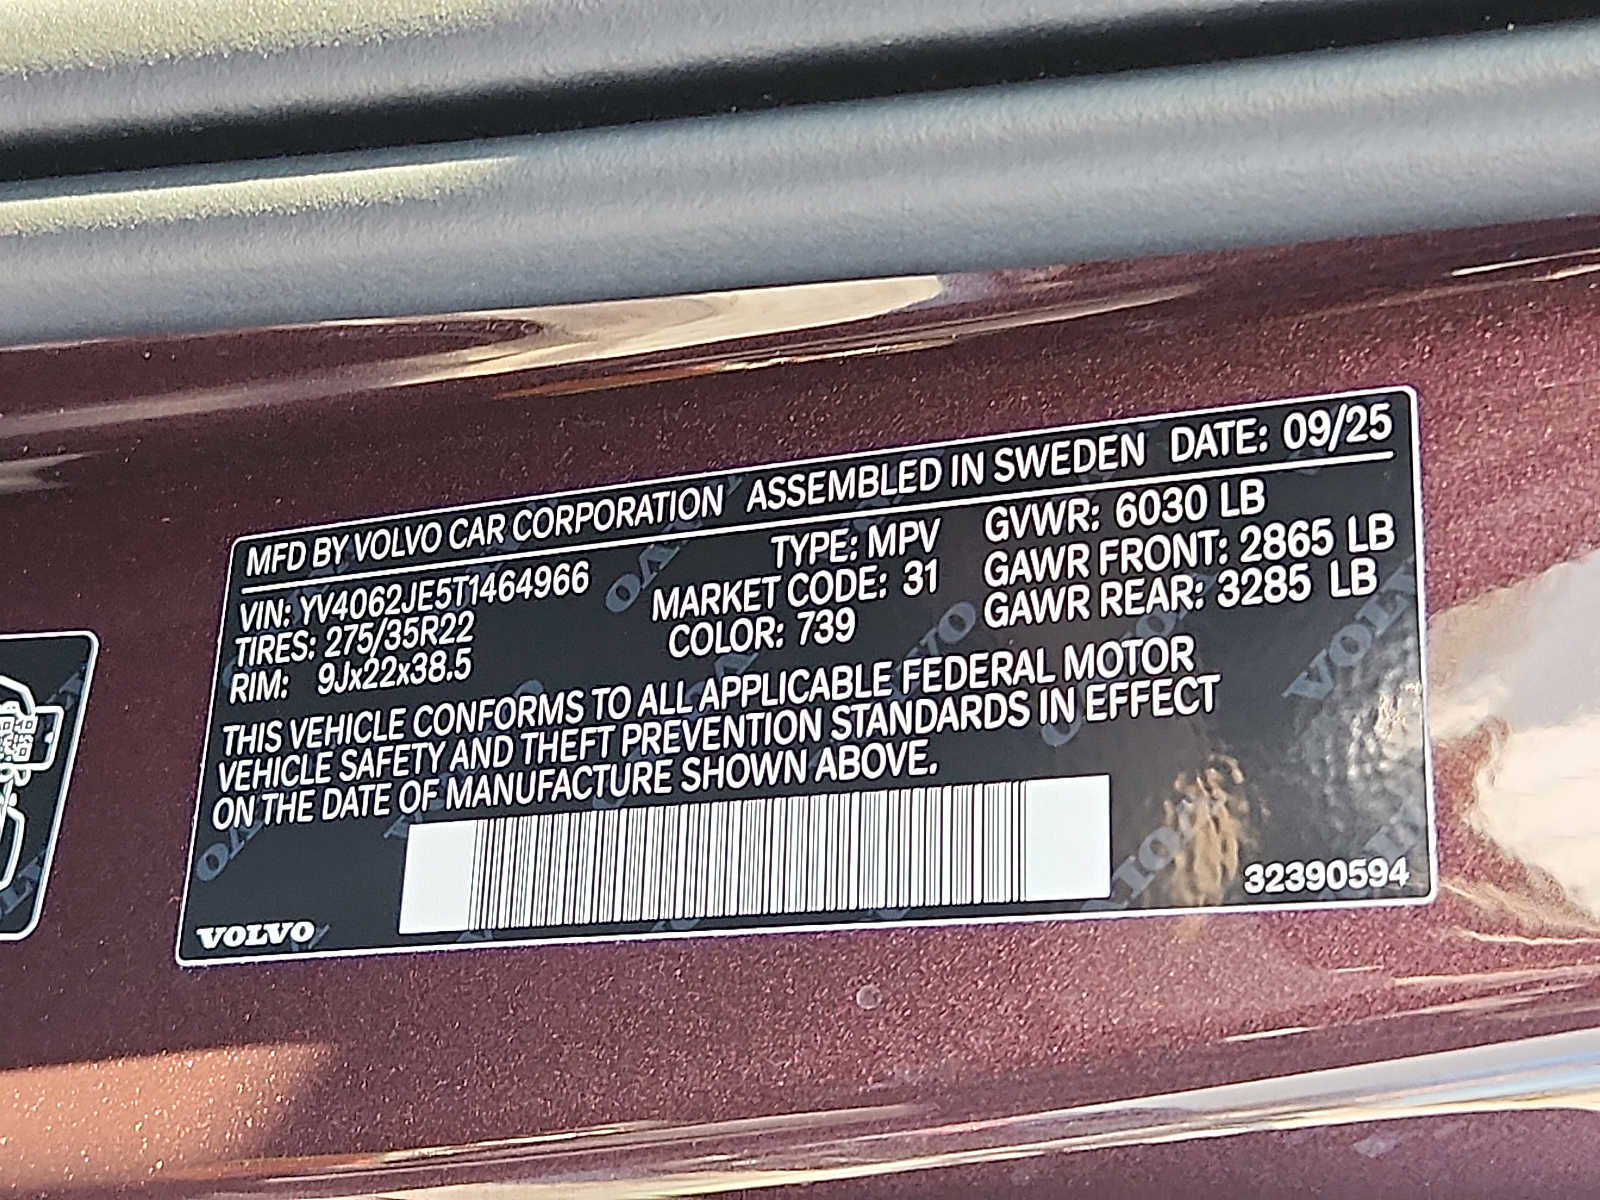 MFD BY VOLVO CAR CORPORATION ASSEMBLED IN SWEDEN DATE: 09/25
VIN: YV4062JE5T1464966 TYPE: MPV GVWR: 6030 LB
TIRES: 275/35R22 MARKET CODE: 31 GAWR FRONT: 2865 LB
RIM: 9Jx22x38.5 COLOR: 739 GAWR REAR: 3285 LB
THIS VEHICLE CONFORMS TO ALL APPLICABLE FEDERAL MOTOR
VEHICLE SAFETY AND THEFT PREVENTION STANDARDS IN EFFECT
ON THE DATE OF MANUFACTURE SHOWN ABOVE.
VOLVO 32390594